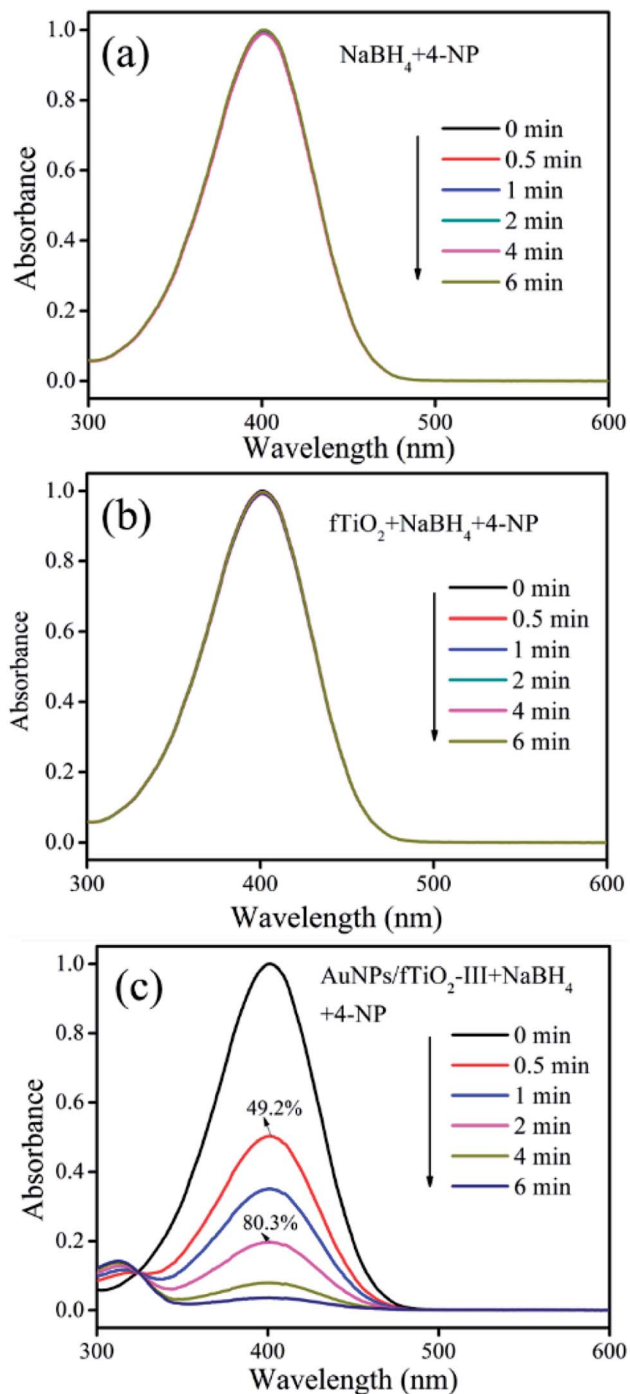 (a)
NaBH₄+4-NP
0 min
0.5 min
1 min
2 min
4 min
6 min
Absorbance
1.0
0.8
0.6
0.4
0.2
0.0
300 400 500 600
Wavelength (nm)
(b)
fTiO₂+NaBH₄+4-NP
0 min
0.5 min
1 min
2 min
4 min
6 min
Absorbance
1.0
0.8
0.6
0.4
0.2
0.0
300 400 500 600
Wavelength (nm)
(c)
AuNPs/fTiO₂-III+NaBH₄
+4-NP
0 min
0.5 min
1 min
2 min
4 min
6 min
49.2%
80.3%
Absorbance
1.0
0.8
0.6
0.4
0.2
0.0
300 400 500 600
Wavelength (nm)